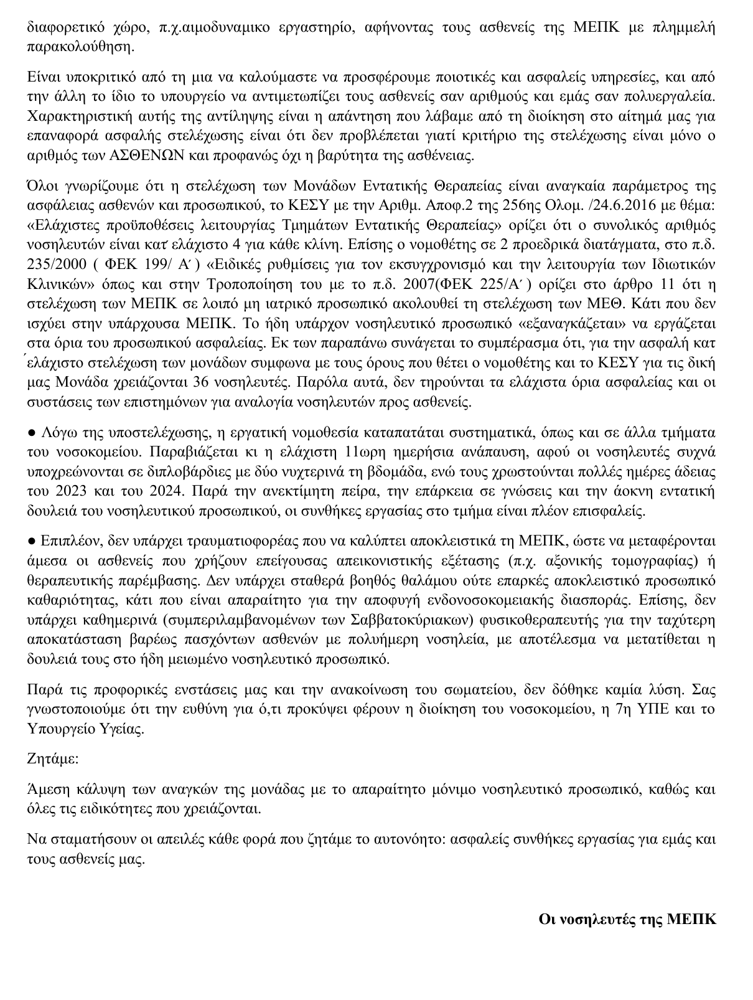 διαφορετικό χώρο, π.χ.αιμοδυναμικο εργαστηρίο, αφήνοντας τους ασθενείς της ΜΕΠΚ με πλημμελή
παρακολούθηση.
Είναι υποκριτικό από τη μια να καλούμαστε να προσφέρουμε ποιοτικές και ασφαλείς υπηρεσίες, και από
την άλλη το ίδιο το υπουργείο να αντιμετωπίζει τους ασθενείς σαν αριθμούς και εμάς σαν πολυεργαλεία.
Χαρακτηριστική αυτής της αντίληψης είναι η απάντηση που λάβαμε από τη διοίκηση στο αίτημά μας για
επαναφορά ασφαλής στελέχωσης είναι ότι δεν προβλέπεται γιατί κριτήριο της στελέχωσης είναι μόνο ο
αριθμός των ΑΣΘΕΝΩΝ και προφανώς όχι η βαρύτητα της ασθένειας.
Όλοι γνωρίζουμε ότι η στελέχωση των Μονάδων Εντατικής Θεραπείας είναι αναγκαία παράμετρος της
ασφάλειας ασθενών και προσωπικού, το ΚΕΣΥ με την Αριθμ. Αποφ.2 της 256ης Ολομ. /24.6.2016 με θέμα:
«Ελάχιστες προϋποθέσεις λειτουργίας Τμημάτων Εντατικής Θεραπείας» ορίζει ότι ο συνολικός αριθμός
νοσηλευτών είναι κατ΄ ελάχιστο 4 για κάθε κλίνη. Επίσης ο νομοθέτης σε 2 προεδρικά διατάγματα, στο π.δ.
235/2000 ( ΦΕΚ 199/ Α΄ ) «Ειδικές ρυθμίσεις για τον εκσυγχρονισμό και την λειτουργία των Ιδιωτικών
Κλινικών» όπως και στην Τροποποίηση του με το π.δ. 2007(ΦΕΚ 225/Α΄ ) ορίζει στο άρθρο 11 ότι η
στελέχωση των ΜΕΠΚ σε λοιπό μη ιατρικό προσωπικό ακολουθεί τη στελέχωση των ΜΕΘ. Κάτι που δεν
ισχύει στην υπάρχουσα ΜΕΠΚ. Το ήδη υπάρχον νοσηλευτικό προσωπικό «εξαναγκάζεται» να εργάζεται
στα όρια του προσωπικού ασφαλείας. Εκ των παραπάνω συνάγεται το συμπέρασμα ότι, για την ασφαλή κατ
΄ελάχιστο στελέχωση των μονάδων συμφωνα με τους όρους που θέτει ο νομοθέτης και το ΚΕΣΥ για τις δική
μας Μονάδα χρειάζονται 36 νοσηλευτές. Παρόλα αυτά, δεν τηρούνται τα ελάχιστα όρια ασφαλείας και οι
συστάσεις των επιστημόνων για αναλογία νοσηλευτών προς ασθενείς.
● Λόγω της υποστελέχωσης, η εργατική νομοθεσία καταπατάται συστηματικά, όπως και σε άλλα τμήματα
του νοσοκομείου. Παραβιάζεται κι η ελάχιστη 11ωρη ημερήσια ανάπαυση, αφού οι νοσηλευτές συχνά
υποχρεώνονται σε διπλοβάρδιες με δύο νυχτερινά τη βδομάδα, ενώ τους χρωστούνται πολλές ημέρες άδειας
του 2023 και του 2024. Παρά την ανεκτίμητη πείρα, την επάρκεια σε γνώσεις και την άοκνη εντατική
δουλειά του νοσηλευτικού προσωπικού, οι συνθήκες εργασίας στο τμήμα είναι πλέον επισφαλείς.
● Επιπλέον, δεν υπάρχει τραυματιοφορέας που να καλύπτει αποκλειστικά τη ΜΕΠΚ, ώστε να μεταφέρονται
άμεσα οι ασθενείς που χρήζουν επείγουσας απεικονιστικής εξέτασης (π.χ. αξονικής τομογραφίας) ή
θεραπευτικής παρέμβασης. Δεν υπάρχει σταθερά βοηθός θαλάμου ούτε επαρκές αποκλειστικό προσωπικό
καθαριότητας, κάτι που είναι απαραίτητο για την αποφυγή ενδονοσοκομειακής διασποράς. Επίσης, δεν
υπάρχει καθημερινά (συμπεριλαμβανομένων των Σαββατοκύριακων) φυσικοθεραπευτής για την ταχύτερη
αποκατάσταση βαρέως πασχόντων ασθενών με πολυήμερη νοσηλεία, με αποτέλεσμα να μετατίθεται η
δουλειά τους στο ήδη μειωμένο νοσηλευτικό προσωπικό.
Παρά τις προφορικές ενστάσεις μας και την ανακοίνωση του σωματείου, δεν δόθηκε καμία λύση. Σας
γνωστοποιούμε ότι την ευθύνη για ό,τι προκύψει φέρουν η διοίκηση του νοσοκομείου, η 7η ΥΠΕ και το
Υπουργείο Υγείας.
Ζητάμε:
Άμεση κάλυψη των αναγκών της μονάδας με το απαραίτητο μόνιμο νοσηλευτικό προσωπικό, καθώς και
όλες τις ειδικότητες που χρειάζονται.
Να σταματήσουν οι απειλές κάθε φορά που ζητάμε το αυτονόητο: ασφαλείς συνθήκες εργασίας για εμάς και
τους ασθενείς μας.
Οι νοσηλευτές της ΜΕΠΚ